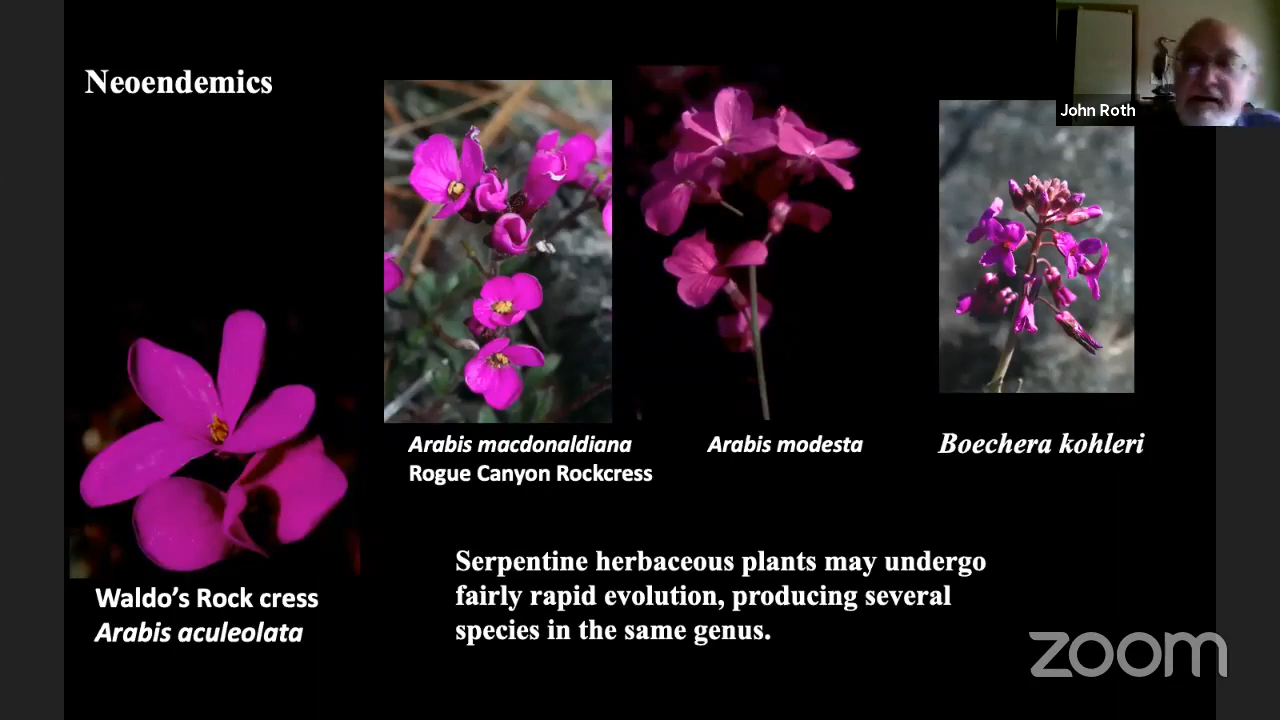 Neoendemics
John Roth
Arabis macdonaldiana
Rogue Canyon Rockcress
Arabis modesta
Boechera kohleri
Waldo’s Rock cress
Arabis aculeolata
Serpentine herbaceous plants may undergo
fairly rapid evolution, producing several
species in the same genus.
zoom